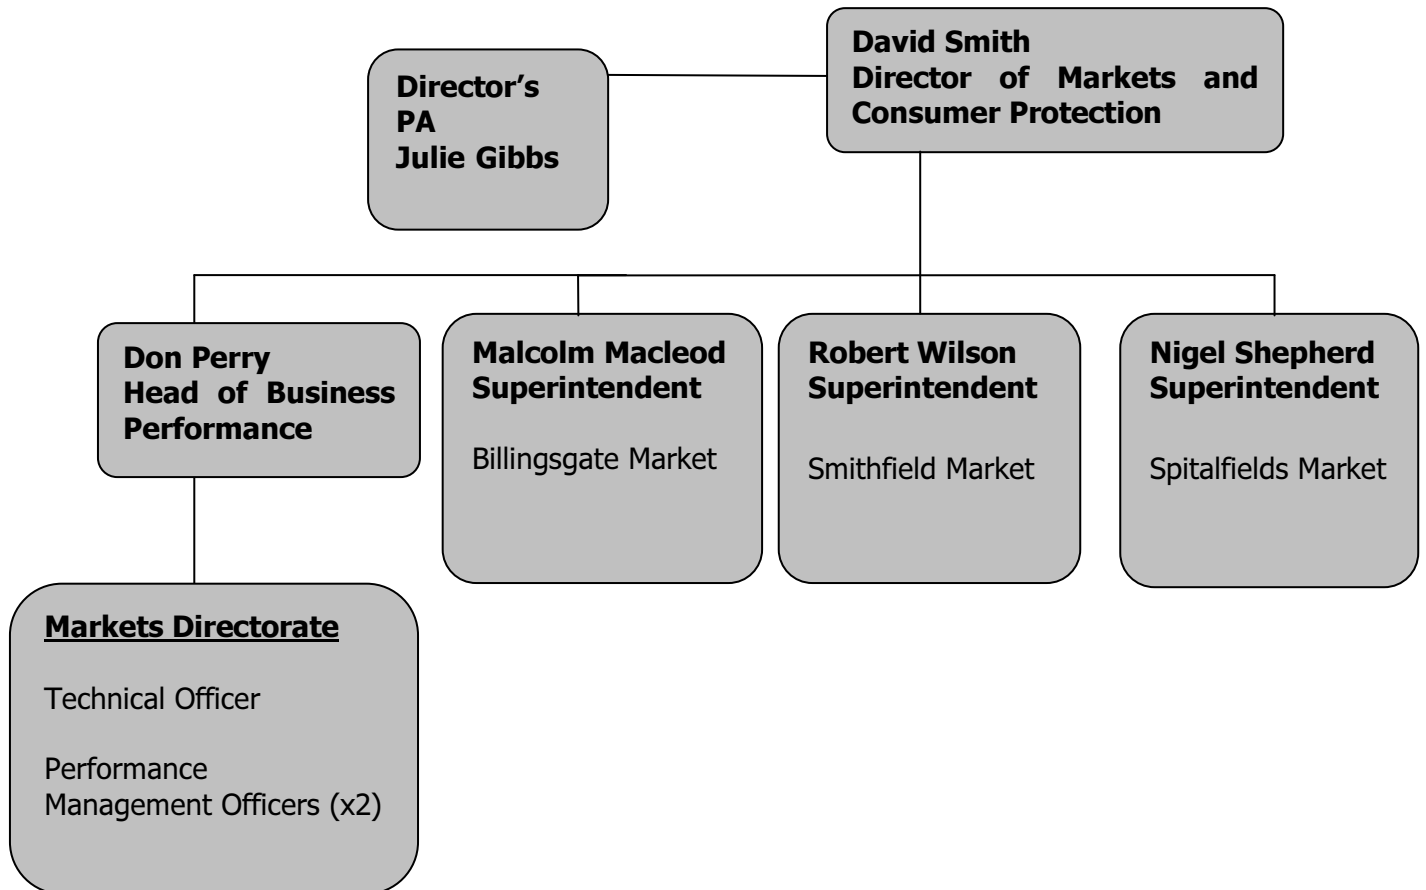 Director’s
PA
Julie Gibbs
David Smith
Director of Markets and
Consumer Protection
Don Perry
Head of Business
Performance
Malcolm Macleod
Superintendent
Billingsgate Market
Robert Wilson
Superintendent
Smithfield Market
Nigel Shepherd
Superintendent
Spitalfields Market
Markets Directorate
Technical Officer
Performance
Management Officers (x2)